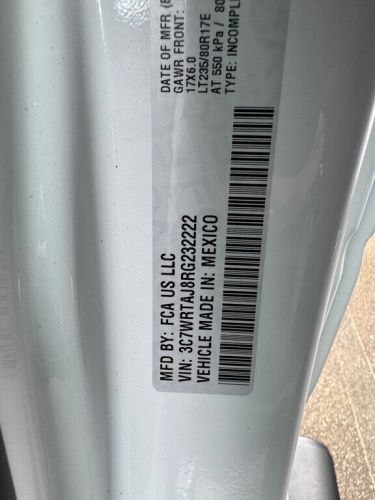 DATE OF MFR
GAWR FRONT:
17X6.0
LT235/80R17E
AT 550 kPa / 80
TYPE: INCOMPL
MFD BY: FCA US LLC
VIN: 3C7WRTAJ8RG232222
VEHICLE MADE IN: MEXICO